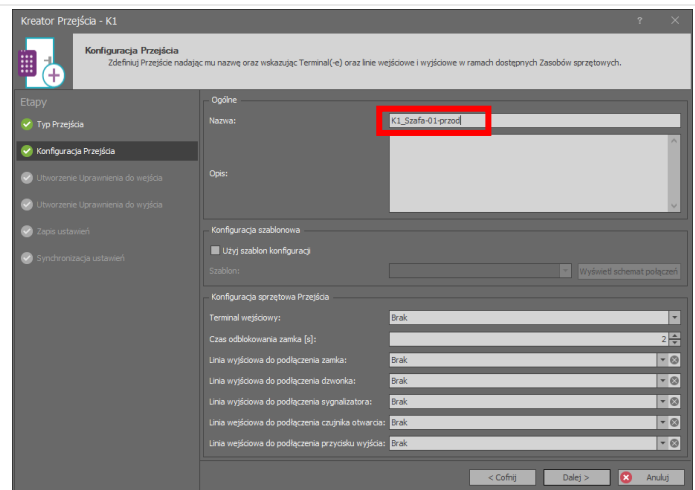 Kreator Przejścia - K1
Konfiguracja Przejścia
Zdefiniuj Przejście nadając mu nazwę oraz wskazując Terminal(-e) oraz linie wejściowe i wyjściowe w ramach dostępnych Zasobów sprzętowych.
Etapy
Typ Przejścia
Konfiguracja Przejścia
Utworzenie Uprawnienia do wejścia
Utworzenie Uprawnienia do wyjścia
Zapis ustawień
Synchronizacja ustawień
Ogólne
Nazwa: K1_Szafa-01-przod
Opis:
Konfiguracja szablonowa
Użyj szablon konfiguracji
Szablon: Wyświetl schemat połączeń
Konfiguracja sprzętowa Przejścia
Terminal wejściowy: Brak
Czas odblokowania zamka [s]: 2
Linia wyjściowa do podłączenia zamka: Brak
Linia wyjściowa do podłączenia dzwonka: Brak
Linia wyjściowa do podłączenia sygnalizatora: Brak
Linia wejściowa do podłączenia czujnika otwarcia: Brak
Linia wejściowa do podłączenia przycisku wyjścia: Brak
< Cofnij Dalej > Anuluj